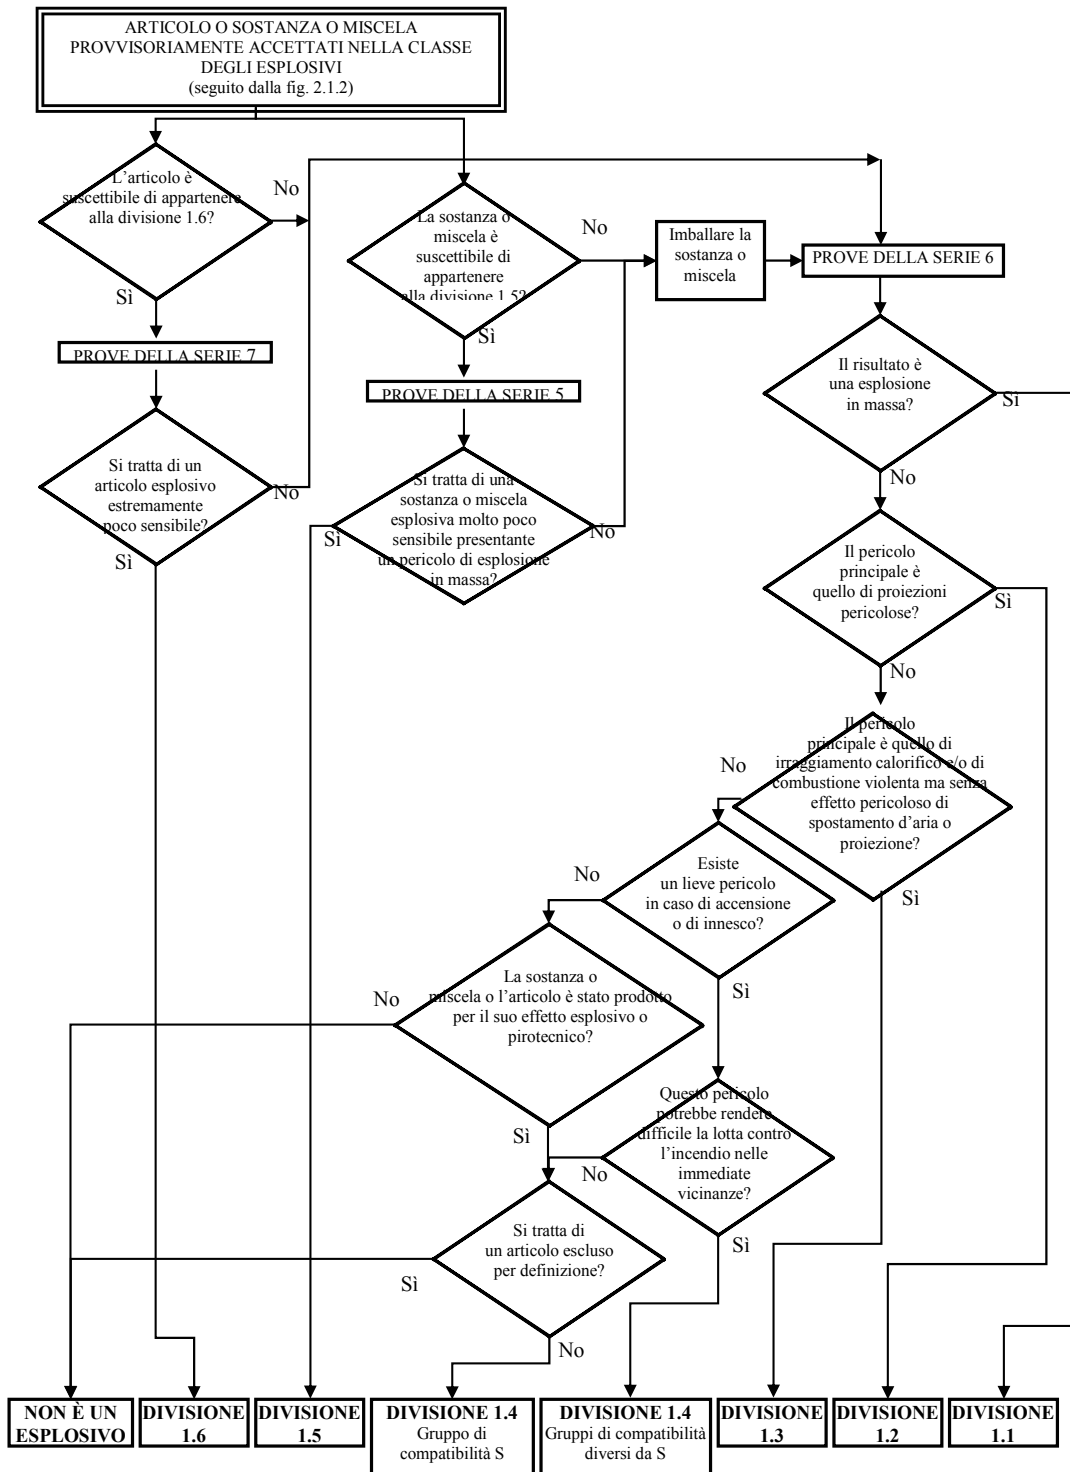 ARTICOLO O SOSTANZA O MISCELA
PROVVISORIAMENTE ACCETTATI NELLA CLASSE
DEGLI ESPLOSIVI
(seguito dalla fig. 2.1.2)
L'articolo è
suscettibile di appartenere
alla divisione 1.6?
No
Sì
La sostanza o
miscela è
suscettibile di
appartenere
alla divisione 1.5?
No
Sì
Imballare la
sostanza o
miscela
PROVE DELLA SERIE 6
PROVE DELLA SERIE 7
PROVE DELLA SERIE 5
Il risultato è
una esplosione
in massa?
Sì
No
Si tratta di un
articolo esplosivo
estremamente
poco sensibile?
No
Sì
Si tratta di una
sostanza o miscela
esplosiva molto poco
sensibile presentante
un pericolo di esplosione
in massa?
Sì
No
Il pericolo
principale è
quello di proiezioni
pericolose?
Sì
No
Il pericolo
principale è quello di
irraggiamento calorifico e/o di
combustione violenta ma senza
effetto pericoloso di
spostamento d'aria o
proiezione?
No
Sì
Esiste
un lieve pericolo
in caso di accensione
o di innesco?
No
Sì
La sostanza o
miscela o l'articolo è stato prodotto
per il suo effetto esplosivo o
pirotecnico?
No
Sì
Questo pericolo
potrebbe rendere
difficile la lotta contro
l'incendio nelle
immediate
vicinanze?
No
Sì
Si tratta di
un articolo escluso
per definizione?
Sì
No
NON È UN
ESPLOSIVO
DIVISIONE
1.6
DIVISIONE
1.5
DIVISIONE 1.4
Gruppo di
compatibilità S
DIVISIONE 1.4
Gruppi di compatibilità
diversi da S
DIVISIONE
1.3
DIVISIONE
1.2
DIVISIONE
1.1